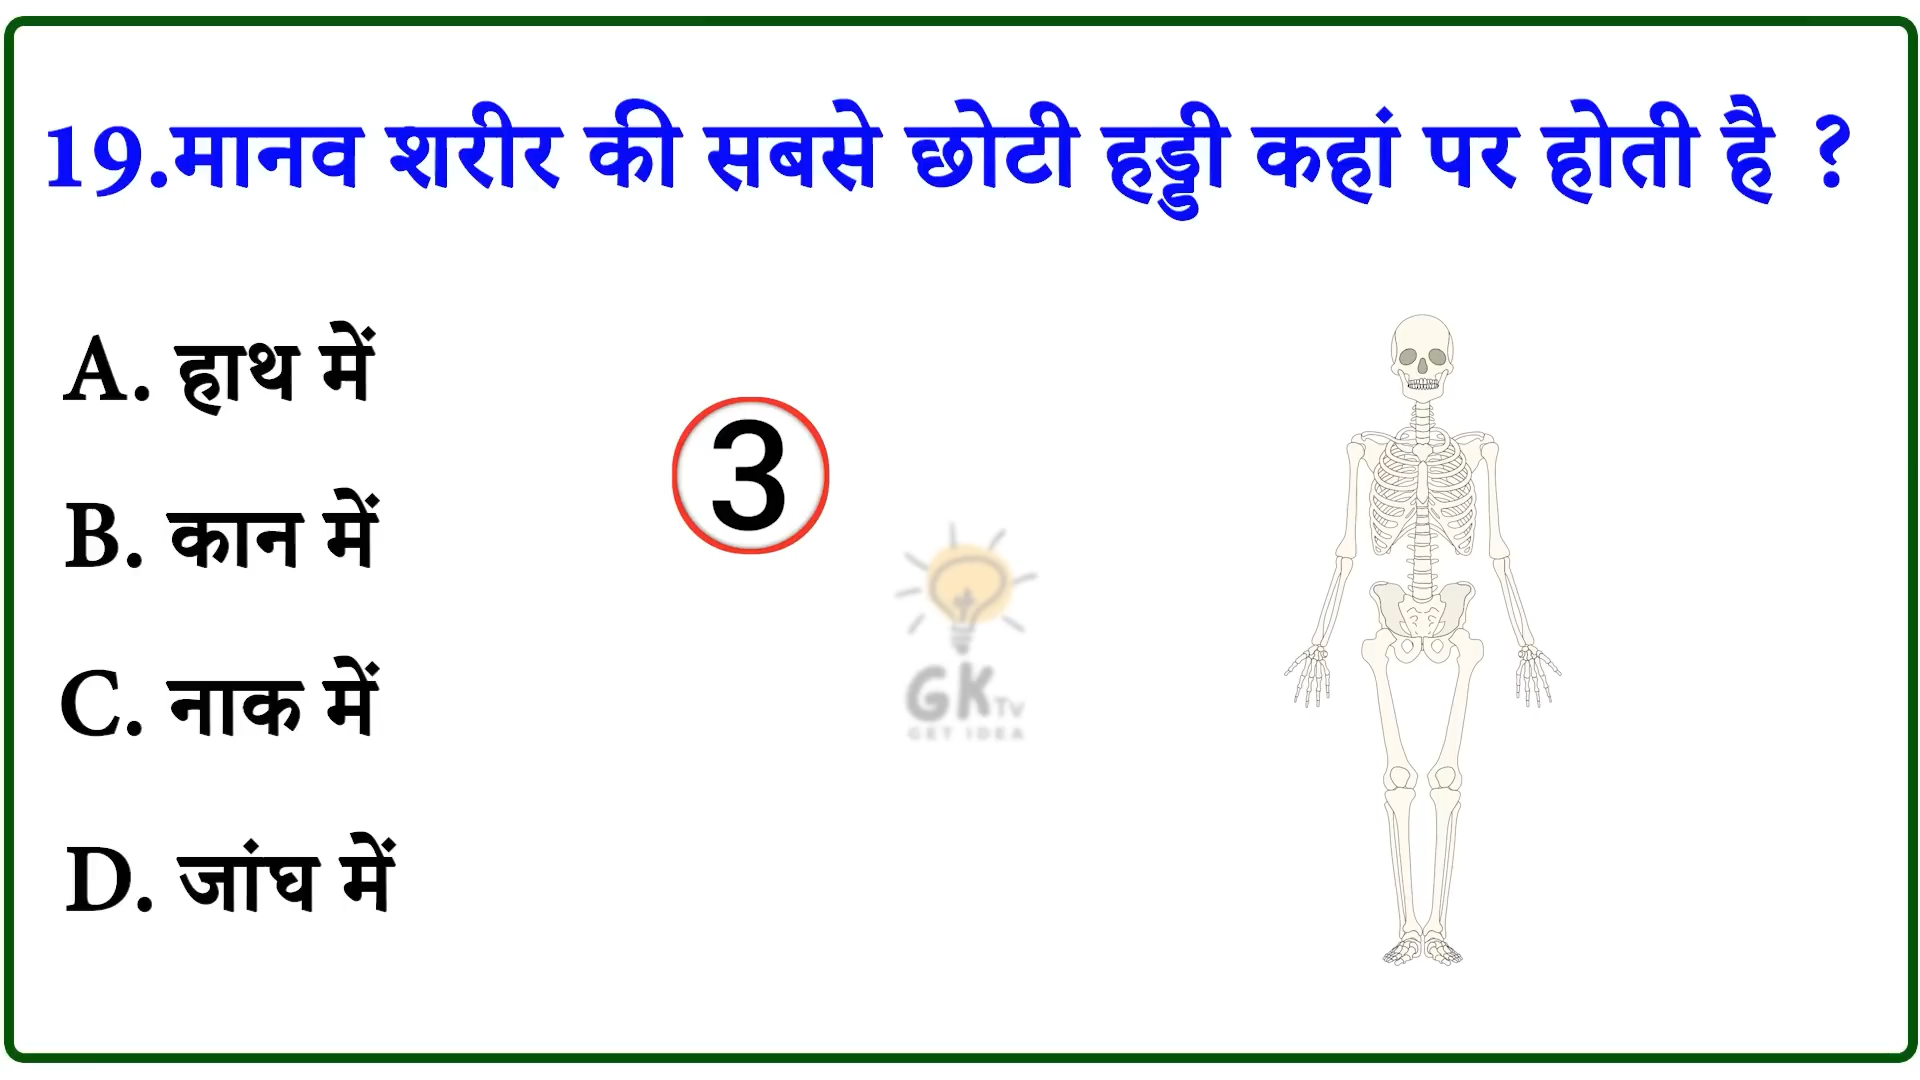 19.मानव शरीर की सबसे छोटी हड्डी कहां पर होती है ?
A. हाथ में
B. कान में
C. नाक में
D. जांघ में
3
GK TV
GET IDEA